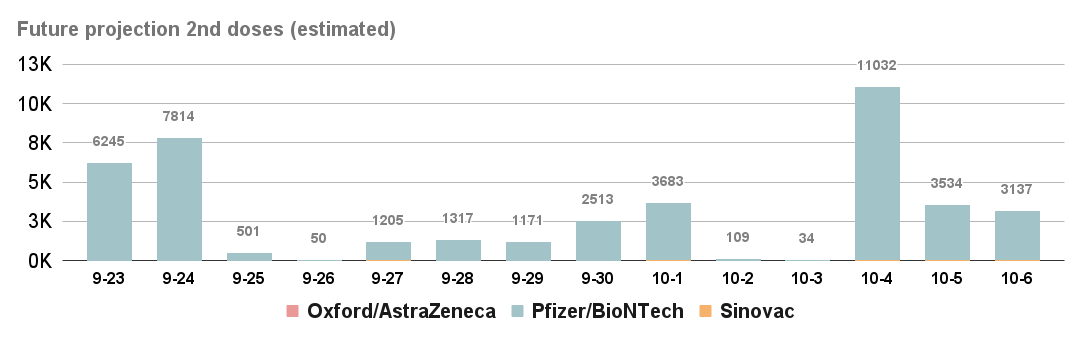 Future projection 2nd doses (estimated)
13K
10K
8K
5K
3K
0K
6245
7814
501
50
1205
1317
1171
2513
3683
109
34
11032
3534
3137
9-23
9-24
9-25
9-26
9-27
9-28
9-29
9-30
10-1
10-2
10-3
10-4
10-5
10-6
Oxford/AstraZeneca
Pfizer/BioNTech
Sinovac